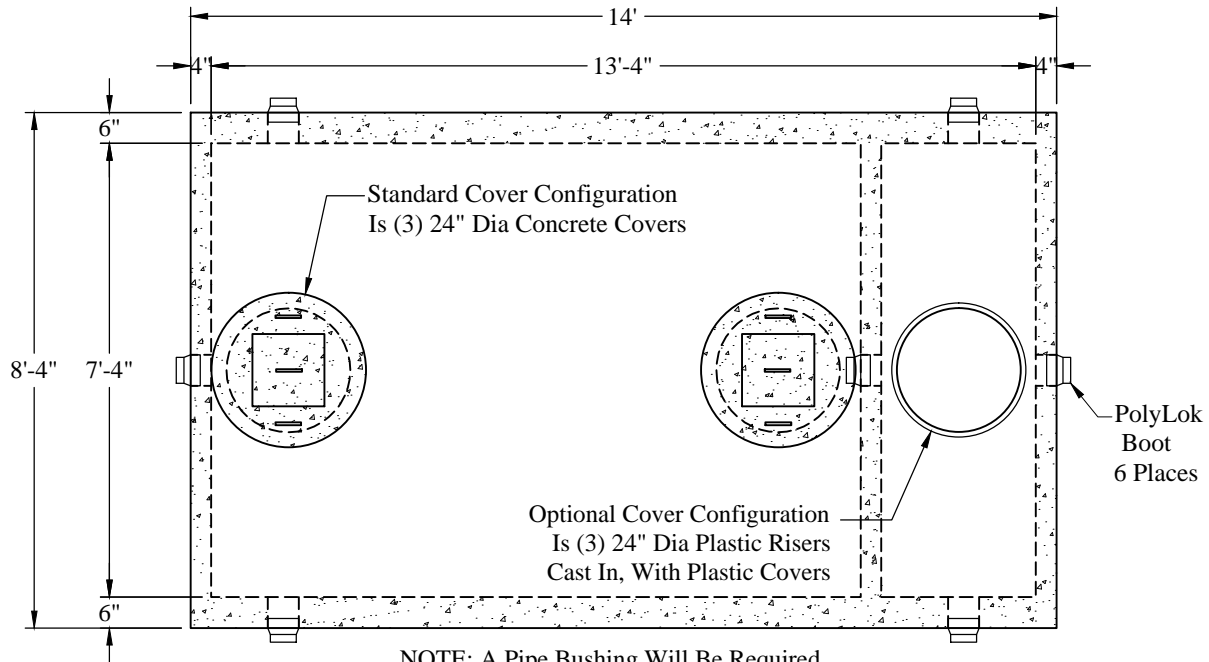 14'
4"
13'-4"
4"
6"
Standard Cover Configuration
Is (3) 24" Dia Concrete Covers
8'-4"
7'-4"
PolyLok
Boot
6 Places
Optional Cover Configuration
Is (3) 24" Dia Plastic Risers
Cast In, With Plastic Covers
6"
NOTE: A Pipe Bushing Will Be Required